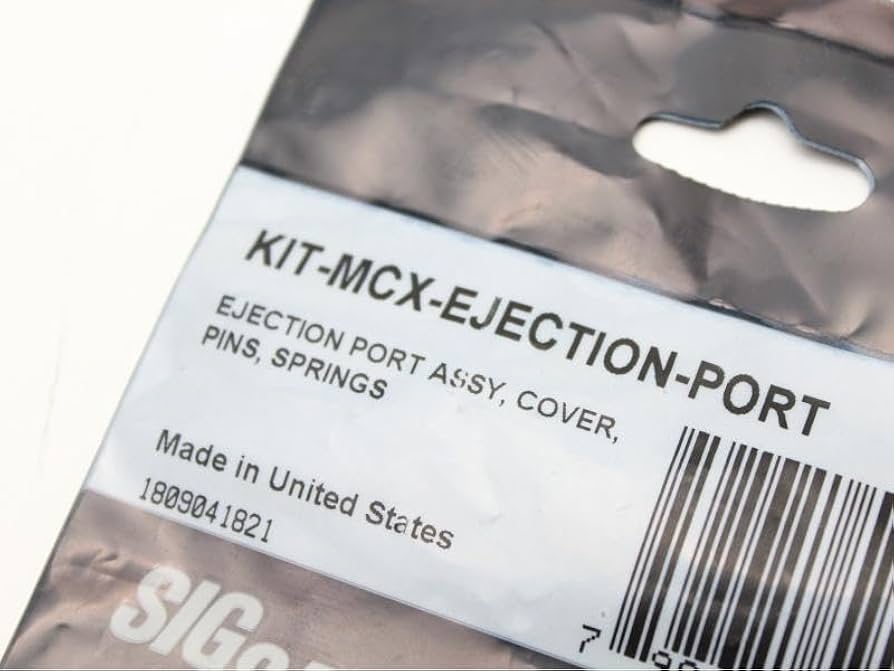 KIT-MCX-EJECTION-PORT
EJECTION PORT ASSY, COVER,
PINS, SPRINGS
Made in United States
1809041821
SIG
7